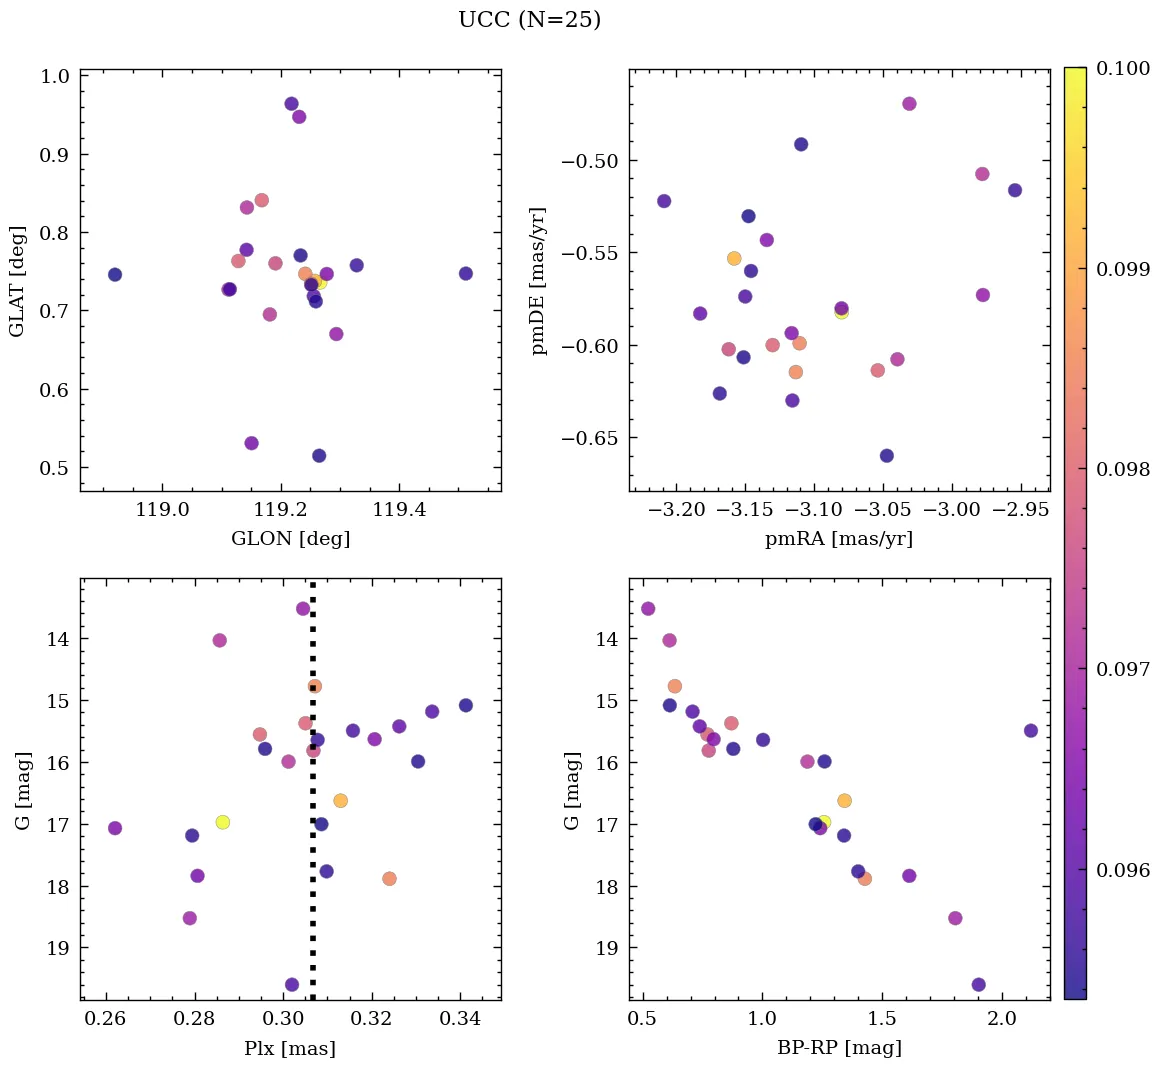 UCC (N=25)
1.0
0.9
0.8
0.7
0.6
0.5
GLAT [deg]
119.0 119.2 119.4
GLON [deg]
−0.50
−0.55
−0.60
−0.65
pmDE [mas/yr]
−3.20 −3.15 −3.10 −3.05 −3.00 −2.95
pmRA [mas/yr]
0.100
0.099
0.098
0.097
0.096
14
15
16
17
18
19
G [mag]
0.26 0.28 0.30 0.32 0.34
Plx [mas]
14
15
16
17
18
19
G [mag]
0.5 1.0 1.5 2.0
BP-RP [mag]